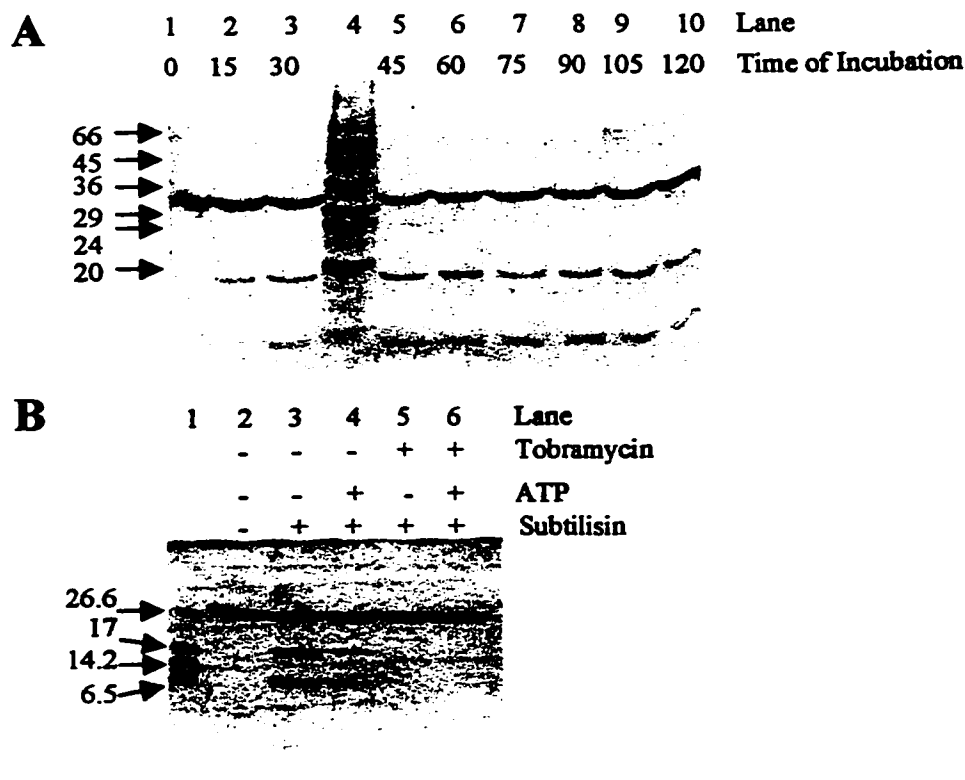 A
1 2 3 4 5 6 7 8 9 10 Lane
0 15 30 45 60 75 90 105 120 Time of Incubation
66
45
36
29
24
20
B
1 2 3 4 5 6 Lane
- - - + + Tobramycin
- - + - + ATP
- + + + + Subtilisin
26.6
17
14.2
6.5